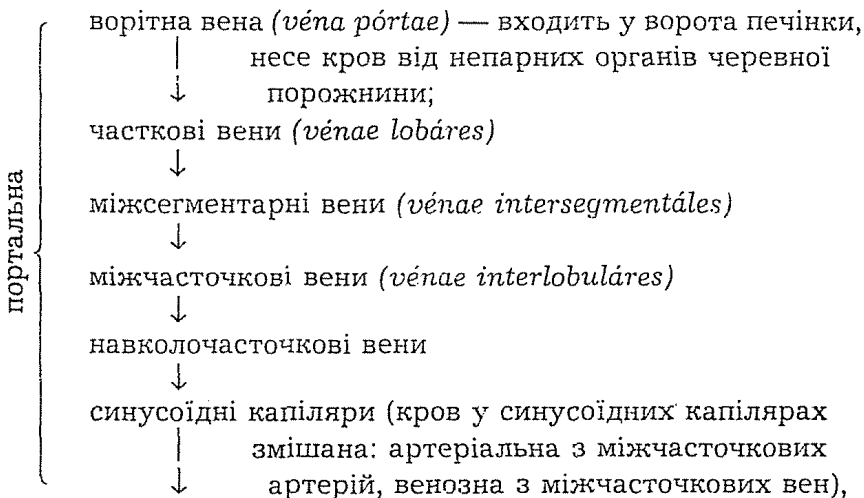 ворітна вена (véna pórtae) — входить у ворота печінки,
несе кров від непарних органів черевної
порожнини;
часткові вени (vénae lobáres)
міжсегментарні вени (vénae intersegmentáles)
міжчасточкові вени (vénae interlobuláres)
навколочасточкові вени
синусоїдні капіляри (кров у синусоїдних капілярах
змішана: артеріальна з міжчасточкових
артерій, венозна з міжчасточкових вен),
портальна